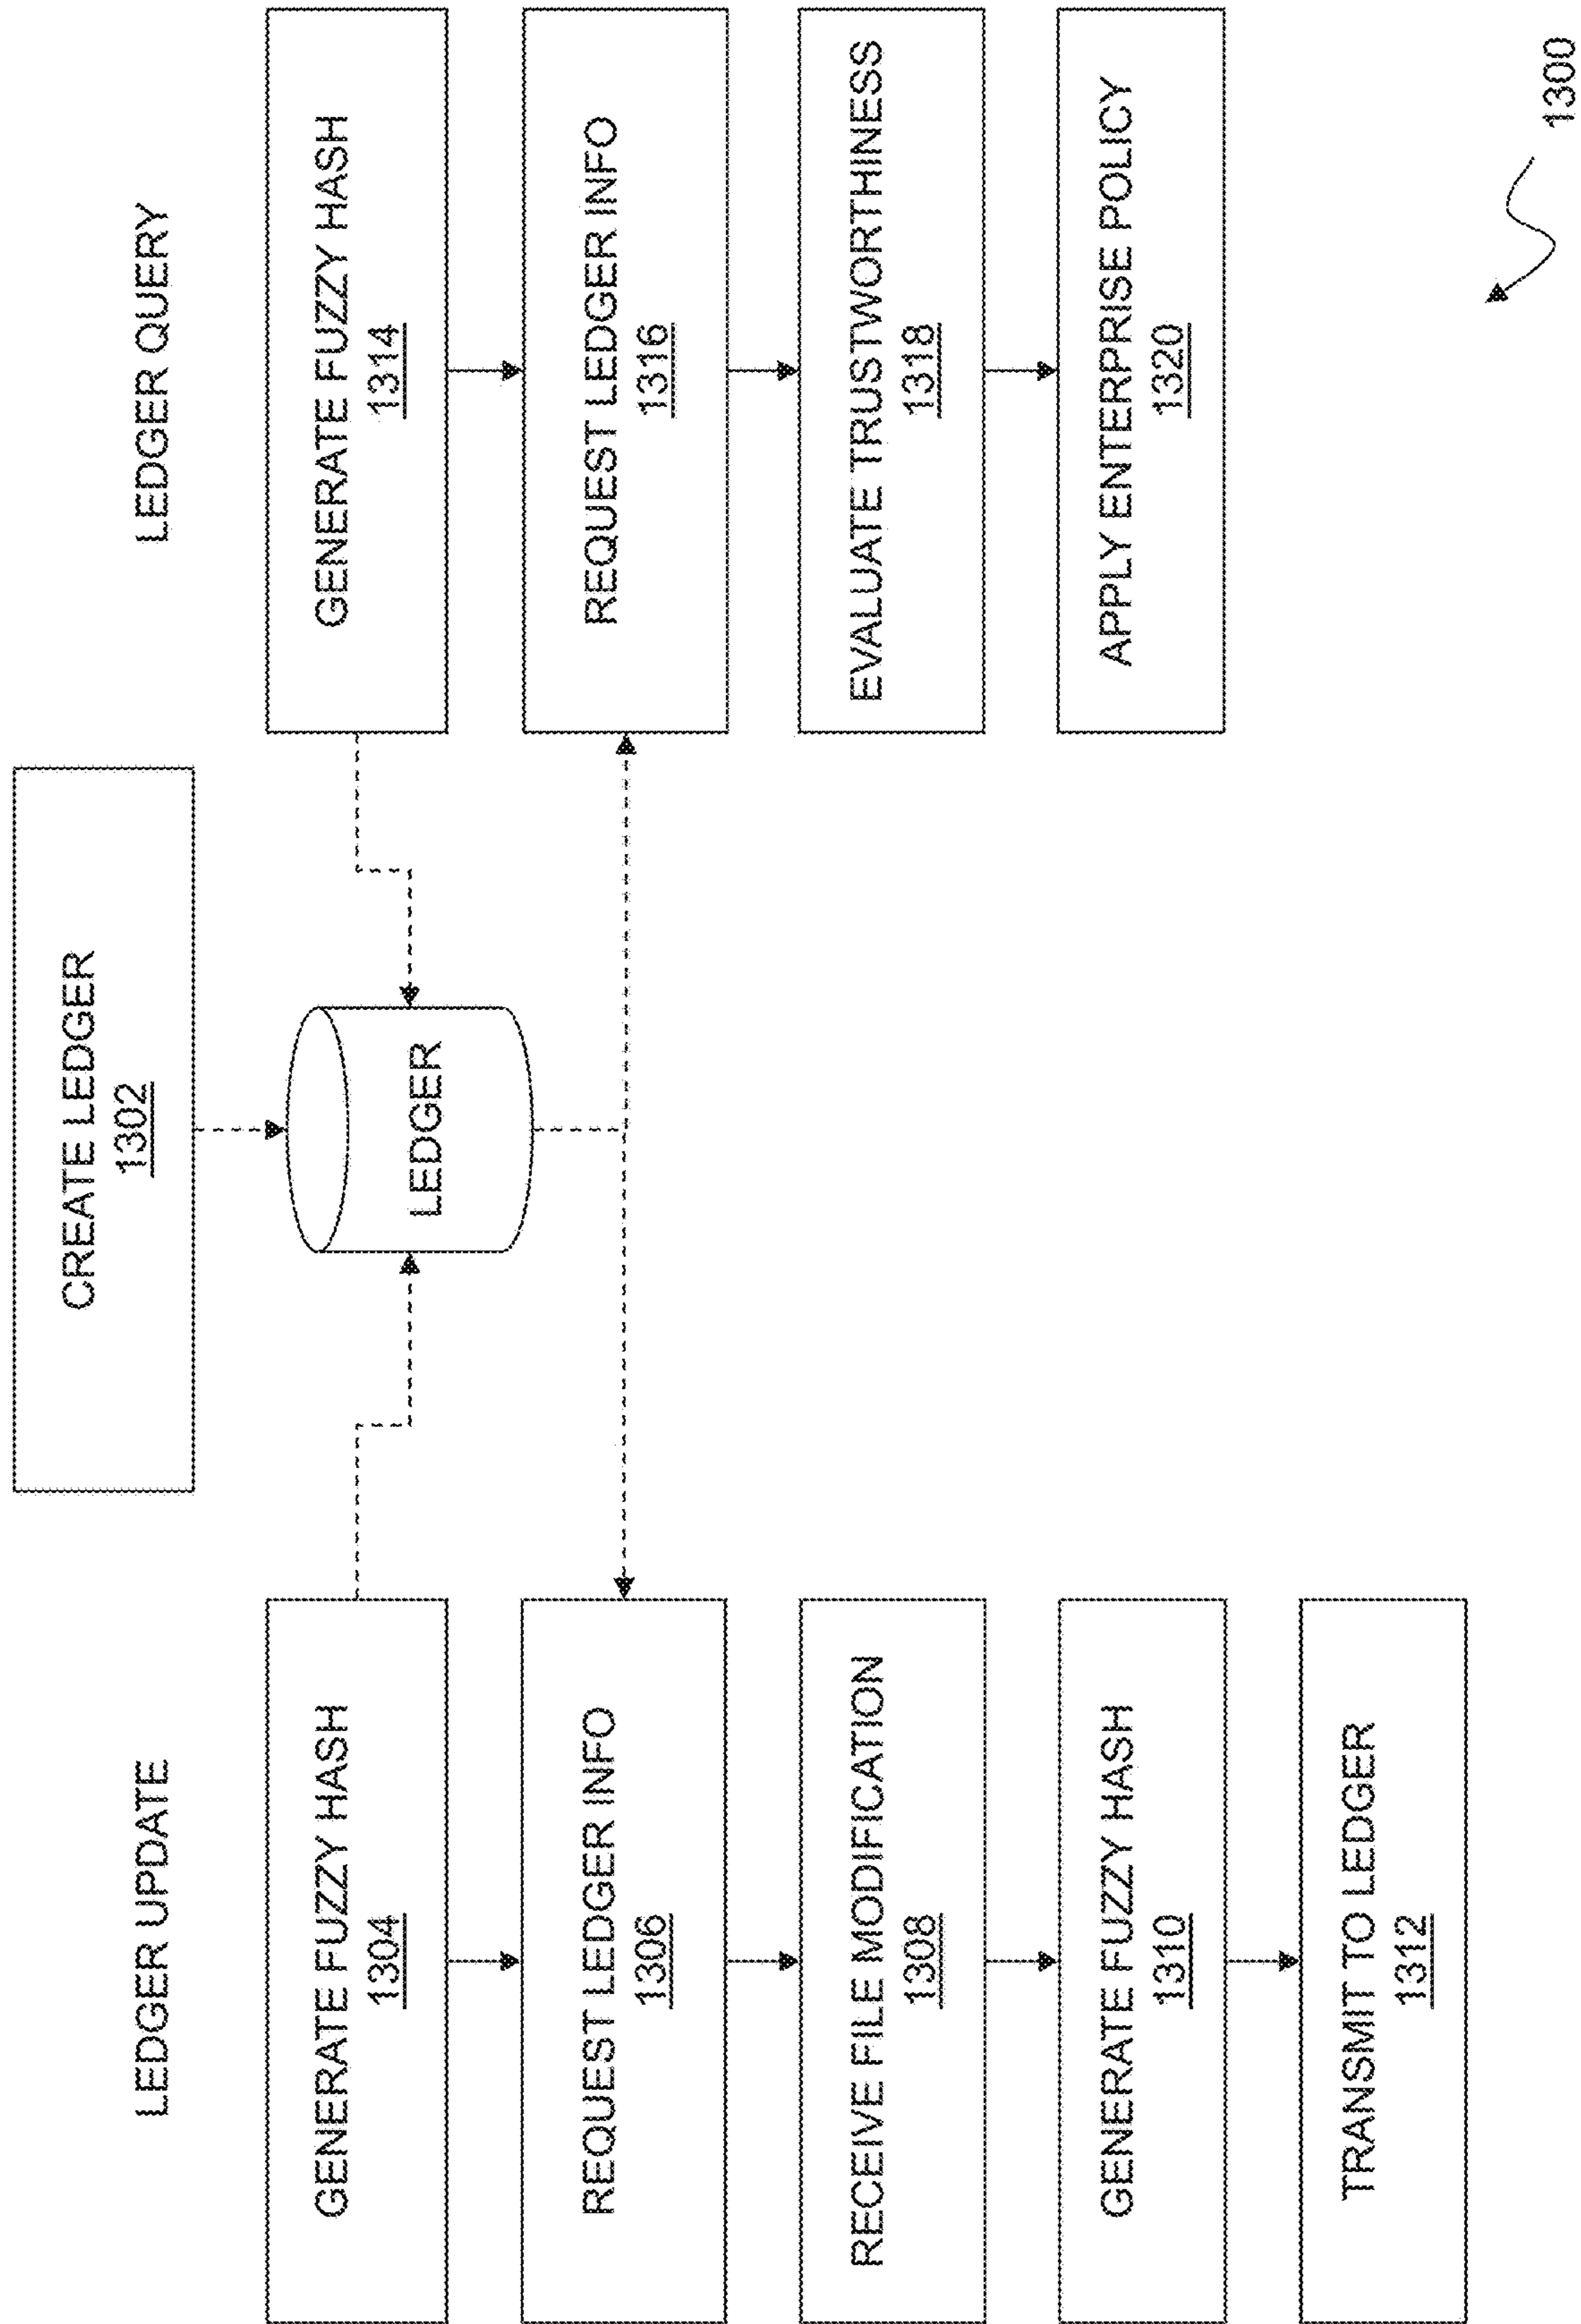 CREATE LEDGER
1302
LEDGER UPDATE
GENERATE FUZZY HASH
1304
REQUEST LEDGER INFO
1306
RECEIVE FILE MODIFICATION
1308
GENERATE FUZZY HASH
1310
TRANSMIT TO LEDGER
1312
LEDGER
LEDGER QUERY
GENERATE FUZZY HASH
1314
REQUEST LEDGER INFO
1316
EVALUATE TRUSTWORTHINESS
1318
APPLY ENTERPRISE POLICY
1320
1300